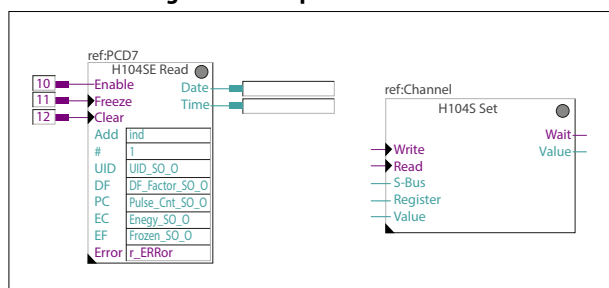 ref:PCD7
H104SE Read
10 Enable Date
11 Freeze Time
12 Clear
Add ind
# 1
UID UID_SO_O
DF DF_Factor_SO_O
PC Pulse_Cnt_SO_O
EC Enegy_SO_O
EF Frozen_SO_O
Error r_ERRor
ref:Channel
H104S Set
Wait
Write Value
Read
S-Bus
Register
Value